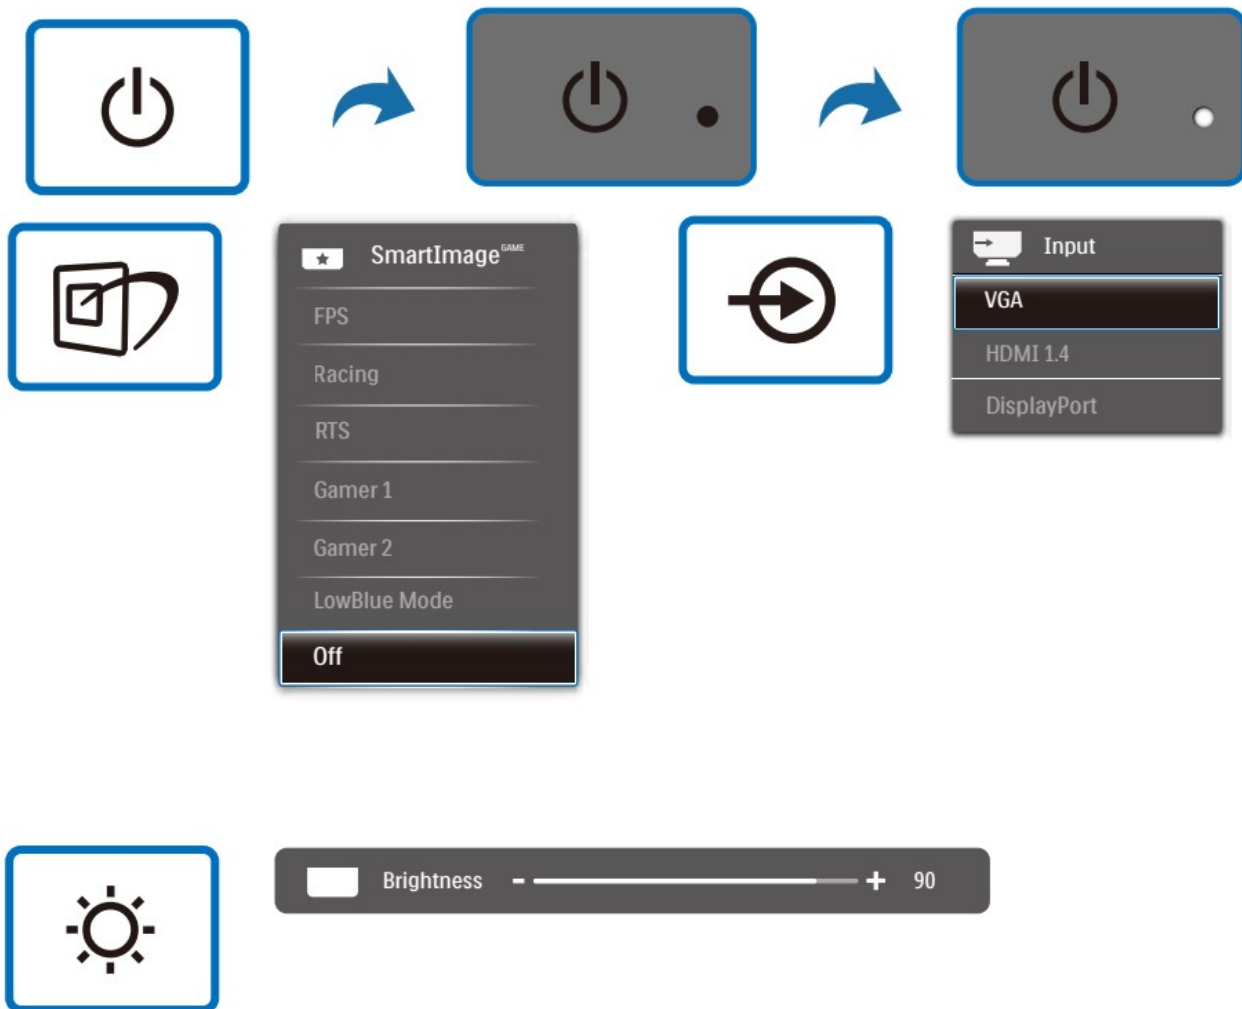 SmartImage GAME
FPS
Racing
RTS
Gamer 1
Gamer 2
LowBlue Mode
Off
Input
VGA
HDMI 1.4
DisplayPort
Brightness - + 90